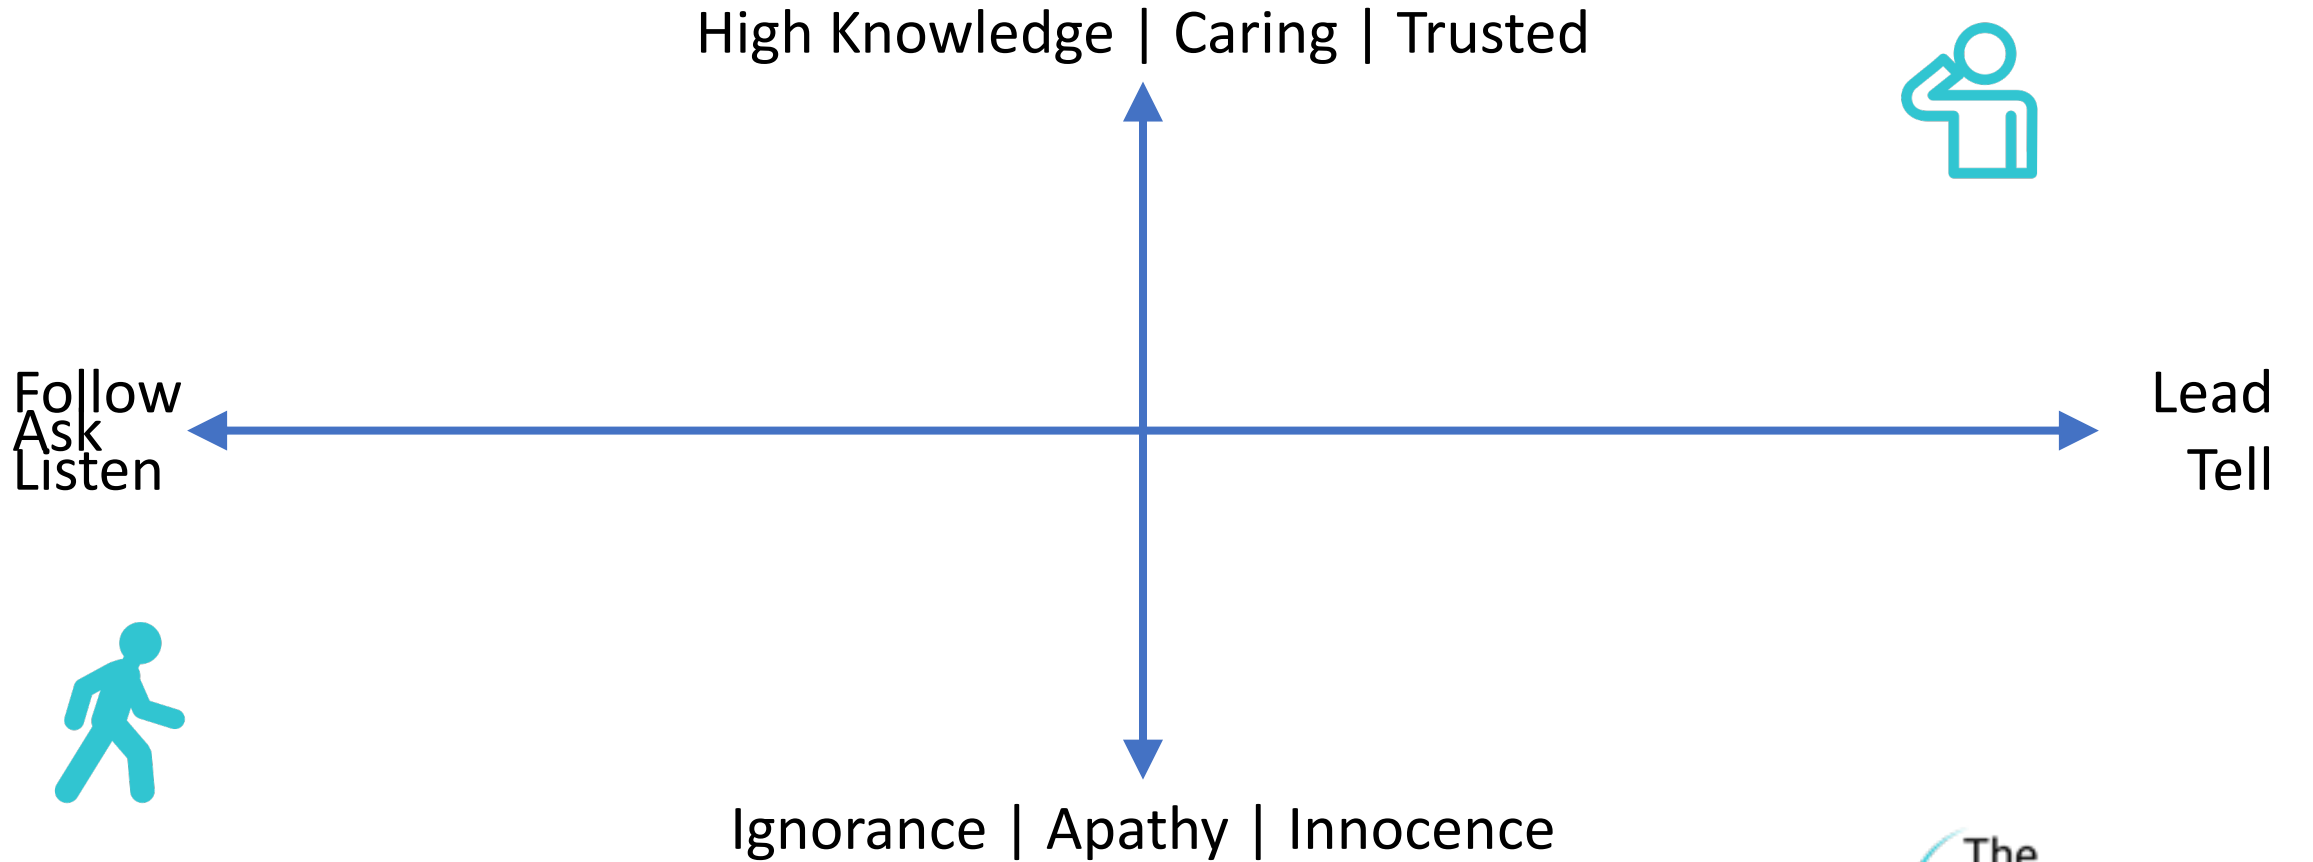 High Knowledge | Caring | Trusted
Follow
Ask
Listen
Lead
Tell
Ignorance | Apathy | Innocence
The